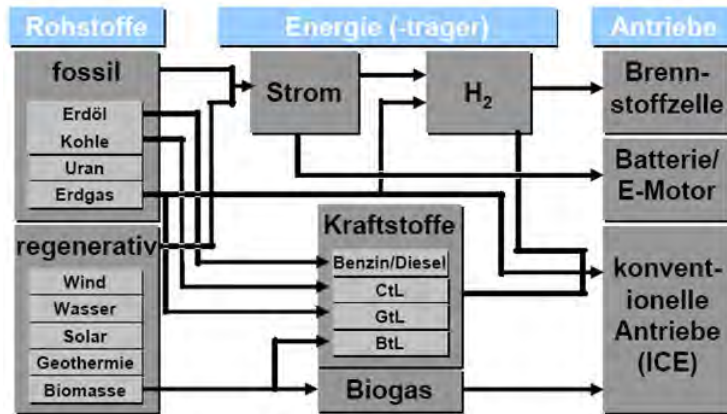 Rohstoffe
Energie (-träger)
Antriebe
fossil
Erdöl
Kohle
Uran
Erdgas
regenerativ
Wind
Wasser
Solar
Geothermie
Biomasse
Strom
H2
Kraftstoffe
Benzin/Diesel
CtL
GtL
BtL
Biogas
Brenn-
stoffzelle
Batterie/
E-Motor
konvent-
ionelle
Antriebe
(ICE)